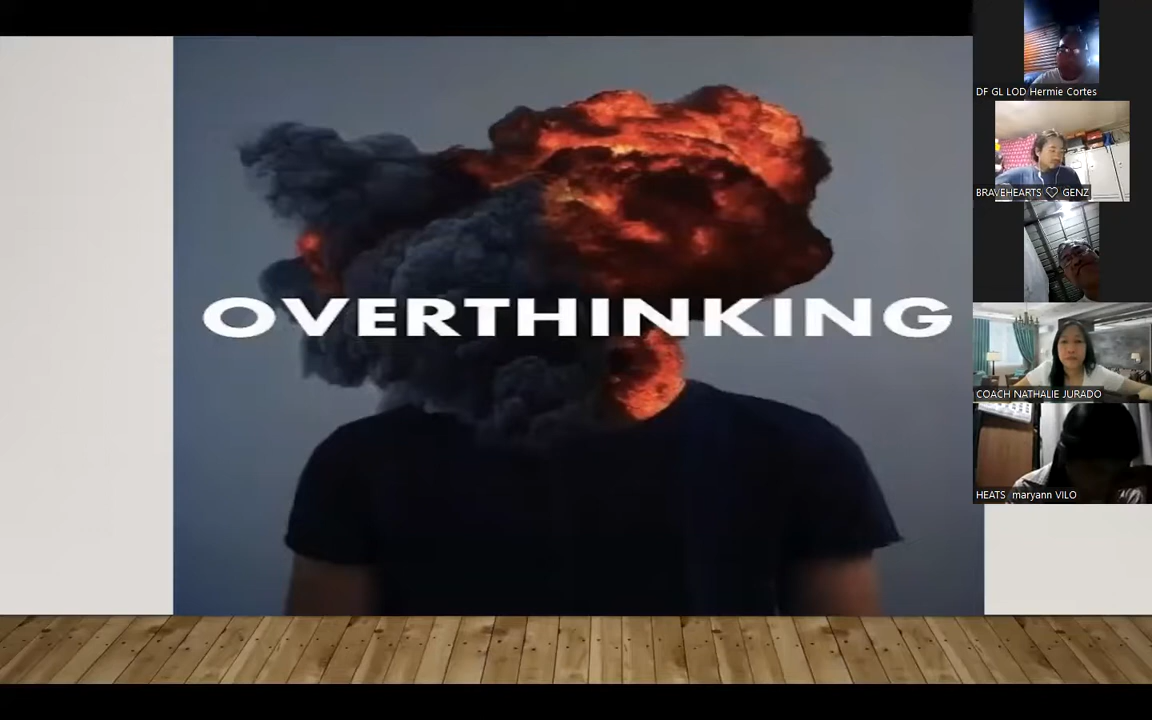 OVERTHINKING
DF GL LOD Hermie Cortes
BRAVEHEARTS ♡ GENZ
COACH NATHALIE JURADO
HEATS maryann VILO